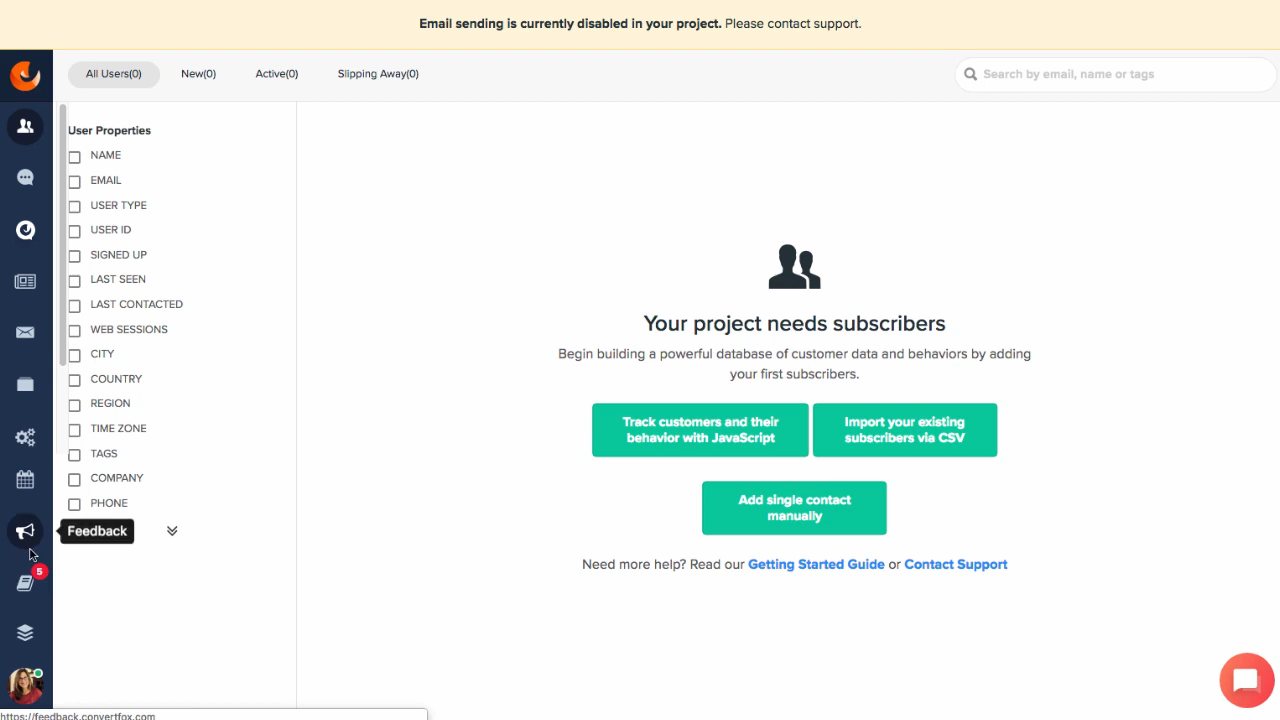 Email sending is currently disabled in your project. Please contact support.
All Users(0)
New(0)
Active(0)
Slipping Away(0)
Search by email, name or tags
User Properties
NAME
EMAIL
USER TYPE
USER ID
SIGNED UP
LAST SEEN
LAST CONTACTED
WEB SESSIONS
CITY
COUNTRY
REGION
TIME ZONE
TAGS
COMPANY
PHONE
Feedback
5
Your project needs subscribers
Begin building a powerful database of customer data and behaviors by adding
your first subscribers.
Track customers and their
behavior with JavaScript
Import your existing
subscribers via CSV
Add single contact
manually
Need more help? Read our Getting Started Guide or Contact Support
https://feedback.convertfox.com